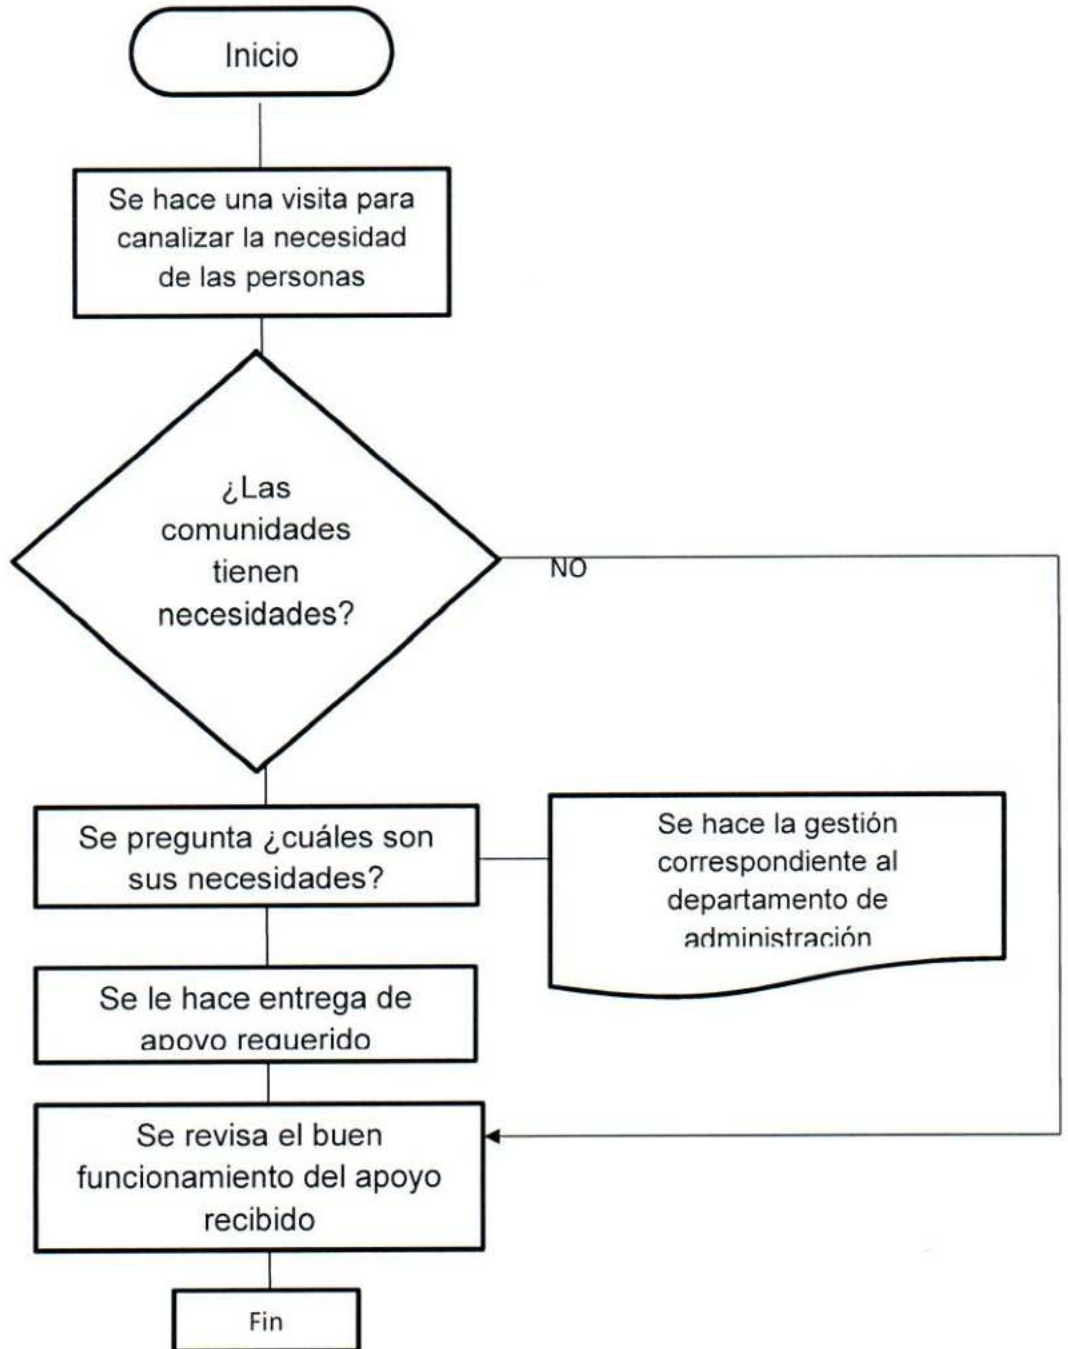 Inicio
Se hace una visita para
canalizar la necesidad
de las personas
¿Las
comunidades
tienen
necesidades?
NO
Se pregunta ¿cuáles son
sus necesidades?
Se hace la gestión
correspondiente al
departamento de
administración
Se le hace entrega de
apoyo requerido
Se revisa el buen
funcionamiento del apoyo
recibido
Fin